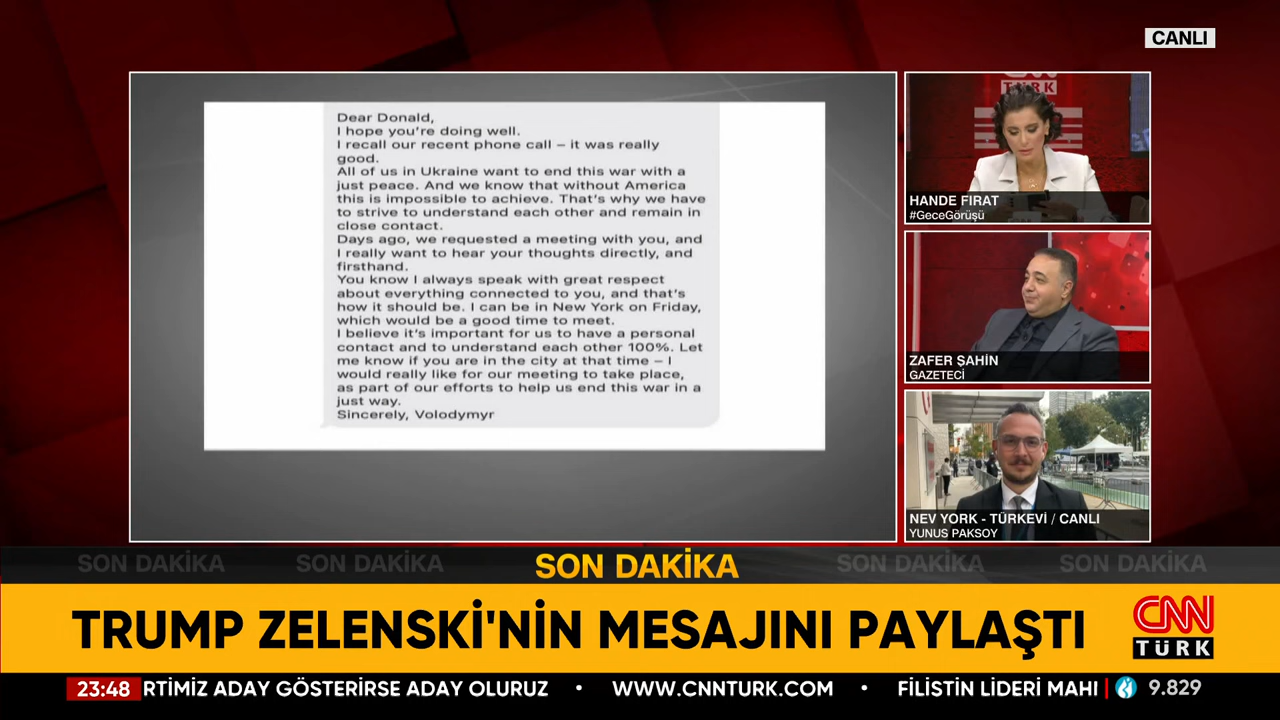 CANLI
Dear Donald,
I hope you're doing well.
I recall our recent phone call – it was really
good.
All of us in Ukraine want to end this war with a
just peace. And we know that without America
this is impossible to achieve. That's why we have
to strive to understand each other and remain in
close contact.
Days ago, we requested a meeting with you, and
I really want to hear your thoughts directly, and
firsthand.
You know I always speak with great respect
about everything connected to you, and that's
how it should be. I can be in New York on Friday,
which would be a good time to meet.
I believe it's important for us to have a personal
contact and to understand each other 100%. Let
me know if you are in the city at that time – I
would really like for our meeting to take place,
as part of our efforts to help us end this war in a
just way.
Sincerely, Volodymyr
CNN
TÜRK
HANDE FIRAT
#GeceGörüşü
ZAFER ŞAHİN
GAZETECİ
NEV YORK - TÜRKEVİ / CANLI
YUNUS PAKSOY
SON DAKİKA SON DAKİKA SON DAKİKA SON DAKİKA SON DAKİKA
TRUMP ZELENSKİ'NİN MESAJINI PAYLAŞTI
CNN
TÜRK
23:48 RTİMİZ ADAY GÖSTERİRSE ADAY OLURUZ • WWW.CNNTURK.COM • FİLİSTİN LİDERİ MAHI 9.829